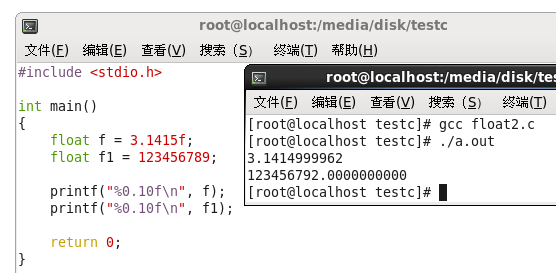 root@localhost:/media/disk/testc
文件(F) 编辑(E) 查看(V) 搜索 (S) 终端(T) 帮助(H)
#include <stdio.h>
int main()
{
float f = 3.1415f;
float f1 = 123456789;
printf("%0.10f\n", f);
printf("%0.10f\n", f1);
return 0;
}
root@localhost:/media/disk/tes
文件(F) 编辑(E) 查看(V) 搜索 (S) 终端(T)
[root@localhost testc]# gcc float2.c
[root@localhost testc]# ./a.out
3.1414999962
123456792.0000000000
[root@localhost testc]#